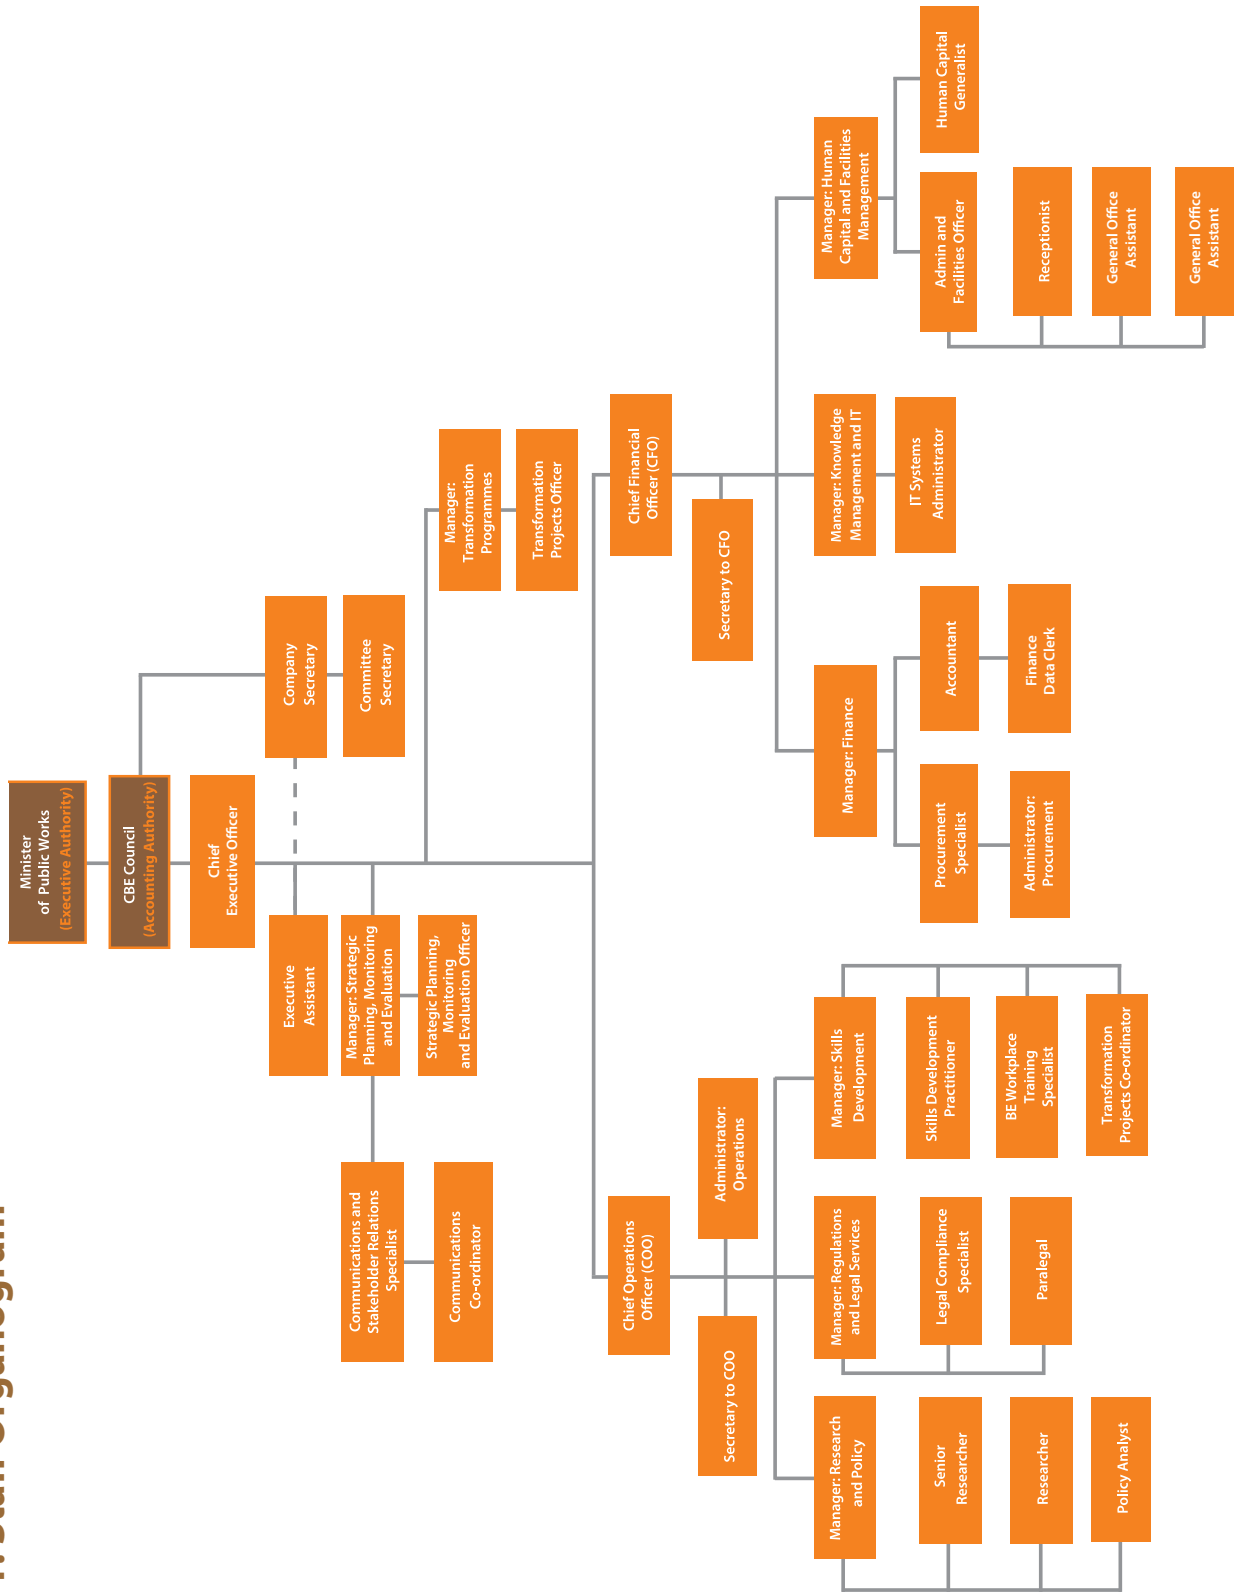 Staff Organogram
Minister
of Public Works
(Executive Authority)
CBE Council
(Accounting Authority)
Chief
Executive Officer
Executive
Assistant
Company
Secretary
Committee
Secretary
Manager: Strategic
Planning, Monitoring
and Evaluation
Strategic Planning,
Monitoring
and Evaluation Officer
Communications and
Stakeholder Relations
Specialist
Communications
Co-ordinator
Manager:
Transformation
Programmes
Transformation
Projects Officer
Chief Operations
Officer (COO)
Secretary to COO
Administrator:
Operations
Manager: Research
and Policy
Senior
Researcher
Researcher
Policy Analyst
Manager: Regulations
and Legal Services
Legal Compliance
Specialist
Paralegal
Manager: Skills
Development
Skills Development
Practitioner
BE Workplace
Training
Specialist
Transformation
Projects Co-ordinator
Chief Financial
Officer (CFO)
Secretary to CFO
Manager: Finance
Procurement
Specialist
Administrator:
Procurement
Accountant
Finance
Data Clerk
Manager: Knowledge
Management and IT
IT Systems
Administrator
Manager: Human
Capital and Facilities
Management
Admin and
Facilities Officer
Receptionist
General Office
Assistant
General Office
Assistant
Human Capital
Generalist